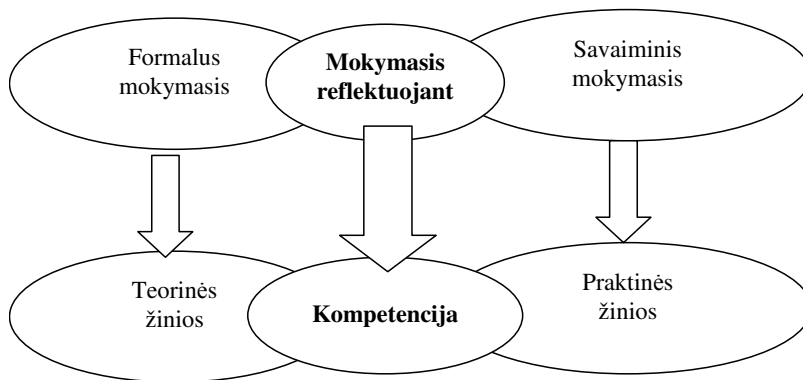 Formalus
mokymasis
Mokymasis
reflektuojant
Savaiminis
mokymasis
Teorinės
žinios
Kompetencija
Praktinės
žinios